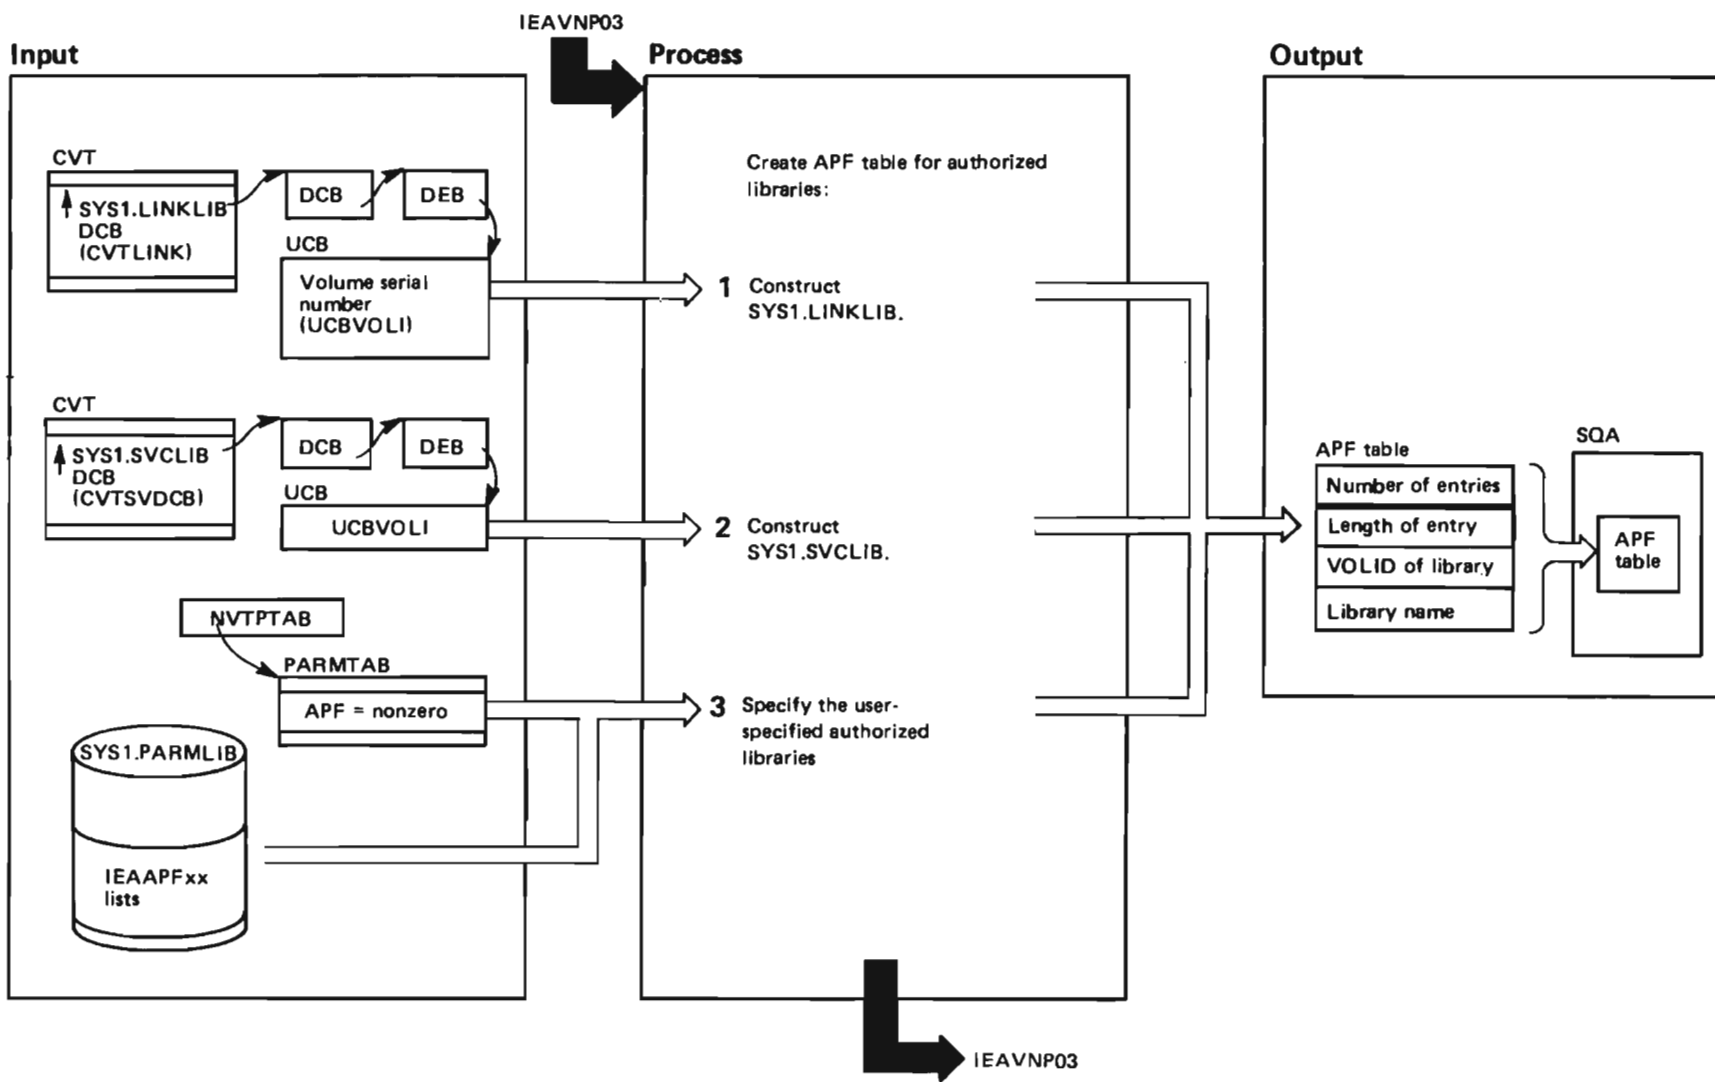 IEAVNP03
Input
Process
Output
CVT
SYS1.LINKLIB
DCB
(CVTLINK)
DCB
DEB
UCB
Volume serial
number
(UCBVOLI)
CVT
SYS1.SVCLIB
DCB
(CVTSVDCB)
DCB
DEB
UCB
UCBVOLI
NVTPTAB
PARMTAB
APF = nonzero
SYS1.PARMLIB
IEAAPFxx
lists
Create APF table for authorized
libraries:
1 Construct
SYS1.LINKLIB.
2 Construct
SYS1.SVCLIB.
3 Specify the user-
specified authorized
libraries
APF table
Number of entries
Length of entry
VOLID of library
Library name
SQA
APF
table
IEAVNP03